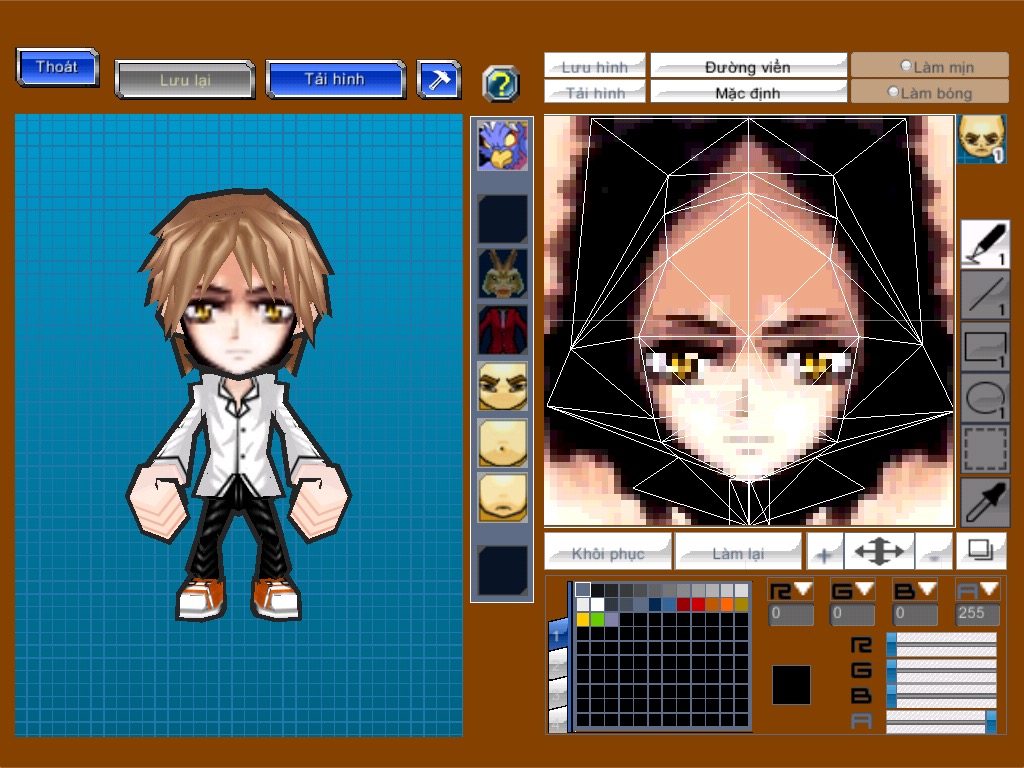 Thoát
Lưu lại
Tải hình
?
Lưu hình
Đường viền
Làm mịn
Tải hình
Mặc định
Làm bóng
1
1
1
1
1
Khôi phục
Làm lại
+
-
R G B A
0 0 0 255
1
R
G
B
A